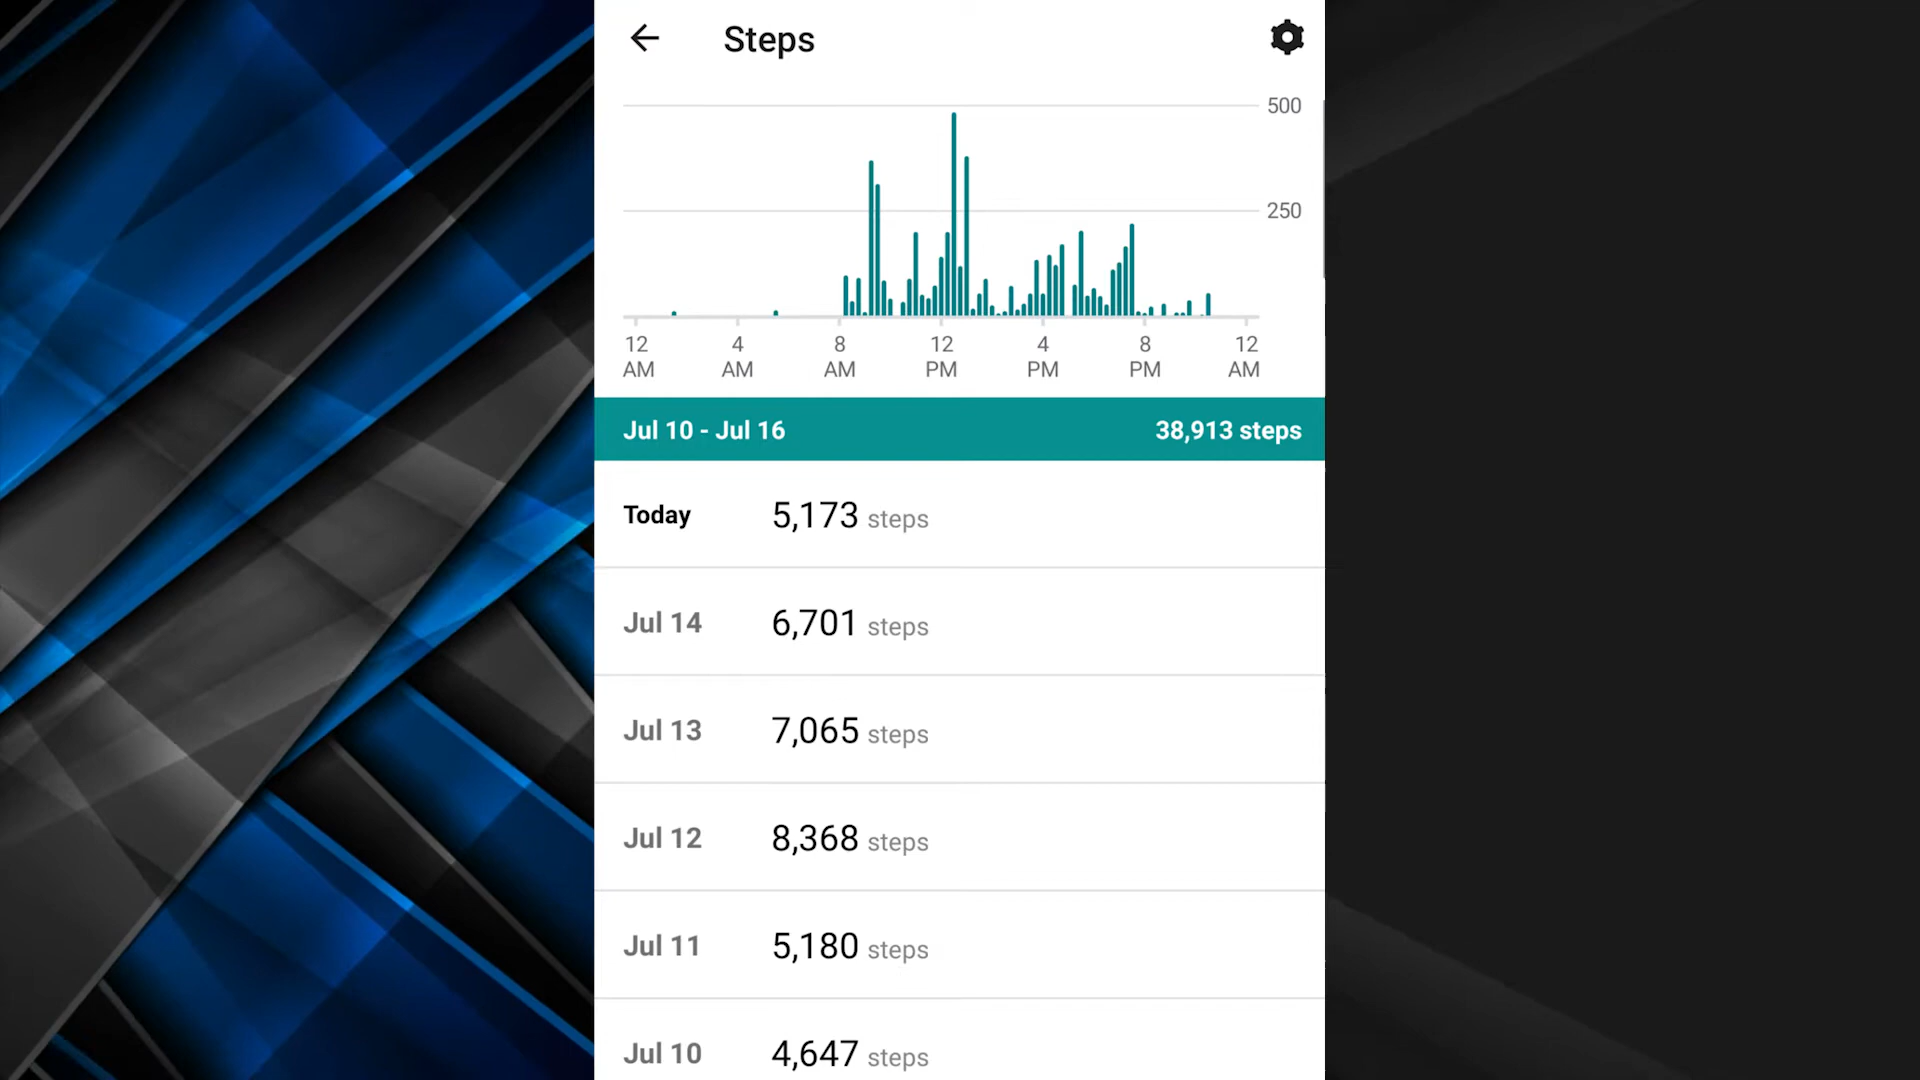 Steps
500
250
12 AM 4 AM 8 AM 12 PM 4 PM 8 PM 12 AM
Jul 10 - Jul 16 38,913 steps
Today 5,173 steps
Jul 14 6,701 steps
Jul 13 7,065 steps
Jul 12 8,368 steps
Jul 11 5,180 steps
Jul 10 4,647 steps